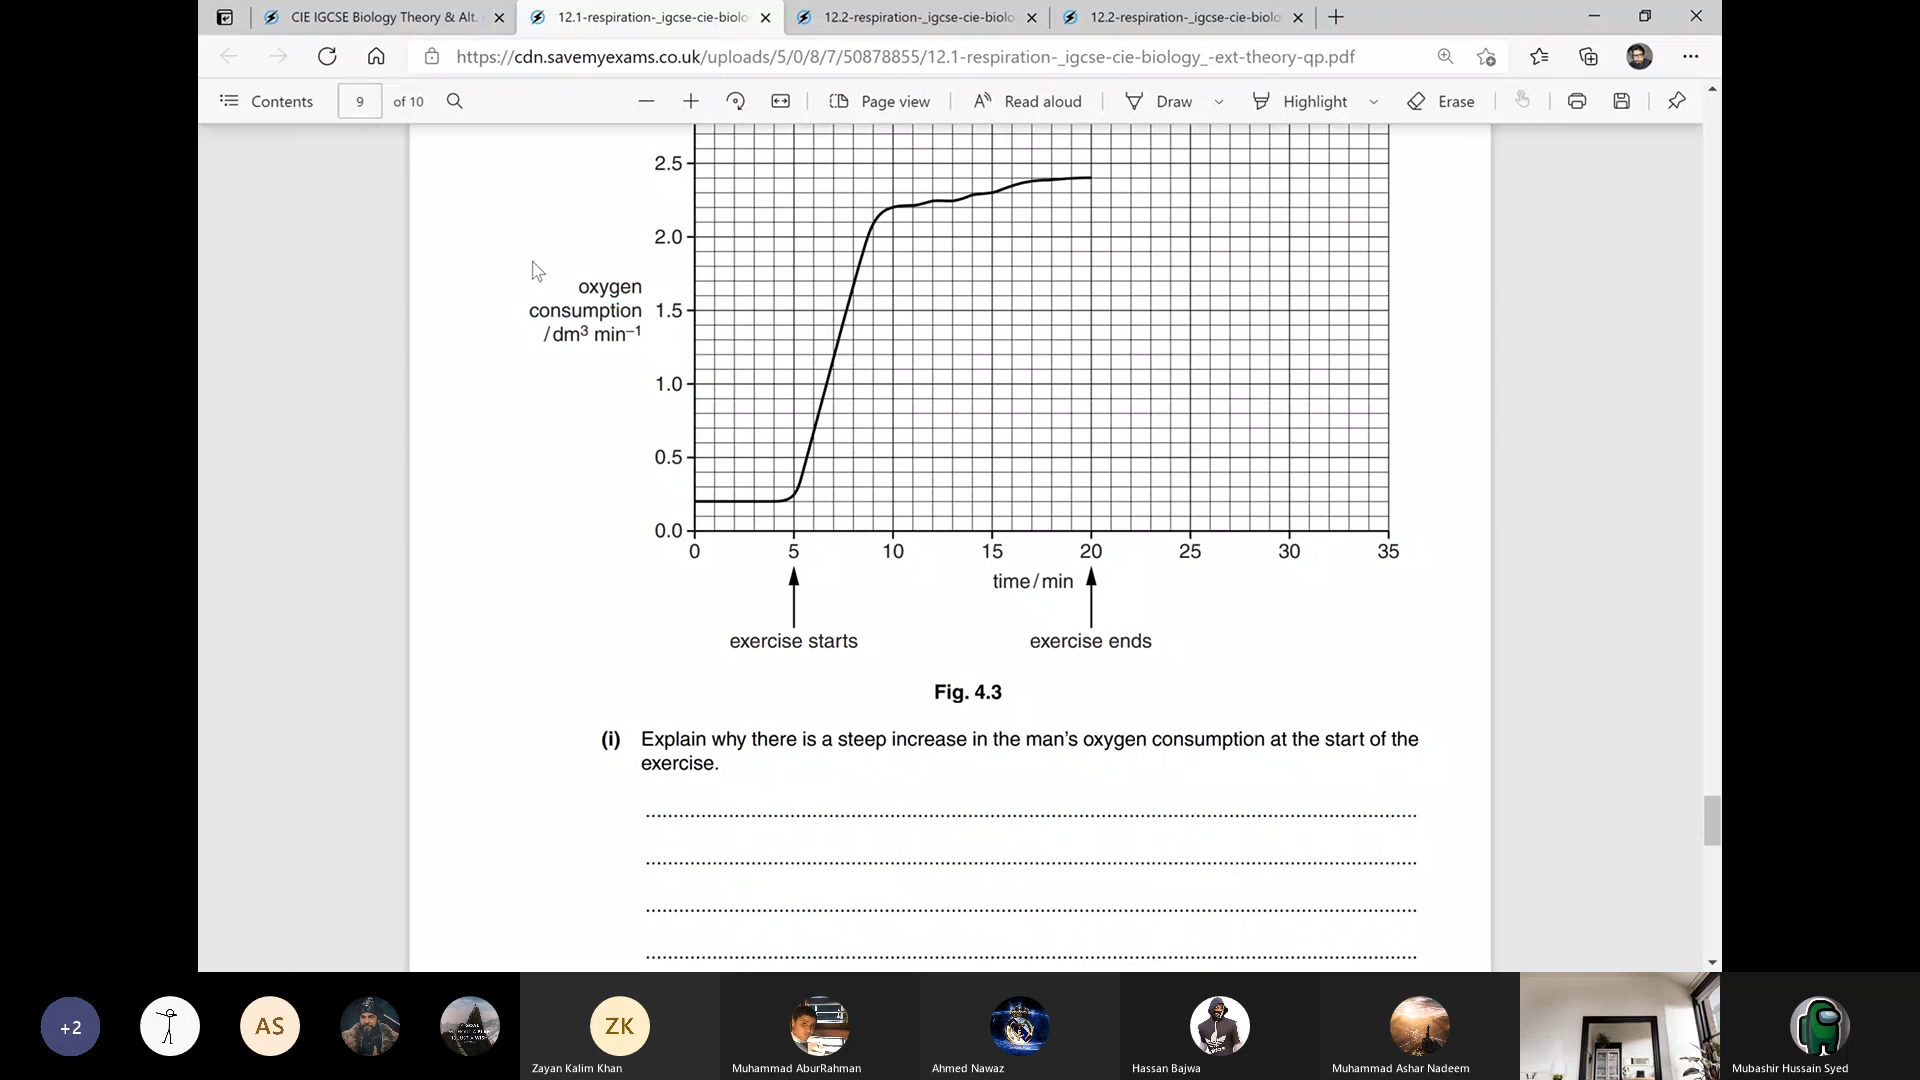 CIE IGCSE Biology Theory & Alt.
12.1-respiration-_igcse-cie-biolo
12.2-respiration-_igcse-cie-biolo
12.2-respiration-_igcse-cie-biolo
https://cdn.savemyexams.co.uk/uploads/5/0/8/7/50878855/12.1-respiration-_igcse-cie-biology_-ext-theory-qp.pdf
Contents 9 of 10 Page view Read aloud Draw Highlight Erase
2.5
2.0
oxygen
consumption
/dm³ min⁻¹
1.5
1.0
0.5
0.0
0 5 10 15 20 25 30 35
time/min
exercise starts exercise ends
Fig. 4.3
(i) Explain why there is a steep increase in the man's oxygen consumption at the start of the
exercise.
+2 AS ZK
A GOAL
Zayan Kalim Khan Muhammad AburRahman Ahmed Nawaz Hassan Bajwa Muhammad Ashar Nadeem Mubashir Hussain Syed